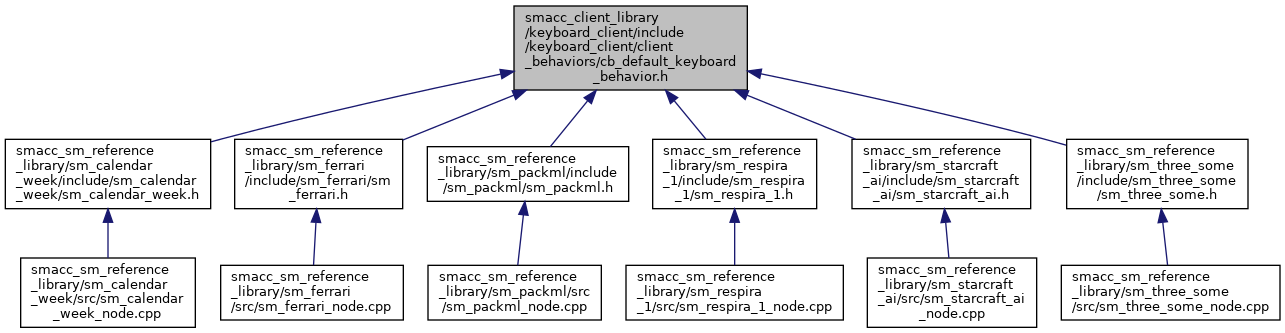 smacc_client_library
/keyboard_client/include
/keyboard_client/client
_behaviors/cb_default_keyboard
_behavior.h
smacc_sm_reference
_library/sm_calendar
_week/include/sm_calendar
_week/sm_calendar_week.h
smacc_sm_reference
_library/sm_ferrari
/include/sm_ferrari/sm
_ferrari.h
smacc_sm_reference
_library/sm_packml/include
/sm_packml/sm_packml.h
smacc_sm_reference
_library/sm_respira
_1/include/sm_respira
_1/sm_respira_1.h
smacc_sm_reference
_library/sm_starcraft
_ai/include/sm_starcraft
_ai/sm_starcraft_ai.h
smacc_sm_reference
_library/sm_three_some
/include/sm_three_some
/sm_three_some.h
smacc_sm_reference
_library/sm_calendar
_week/src/sm_calendar
_week_node.cpp
smacc_sm_reference
_library/sm_ferrari
/src/sm_ferrari_node.cpp
smacc_sm_reference
_library/sm_packml/src
/sm_packml_node.cpp
smacc_sm_reference
_library/sm_respira
_1/src/sm_respira_1_node.cpp
smacc_sm_reference
_library/sm_starcraft
_ai/src/sm_starcraft_ai
_node.cpp
smacc_sm_reference
_library/sm_three_some
/src/sm_three_some_node.cpp